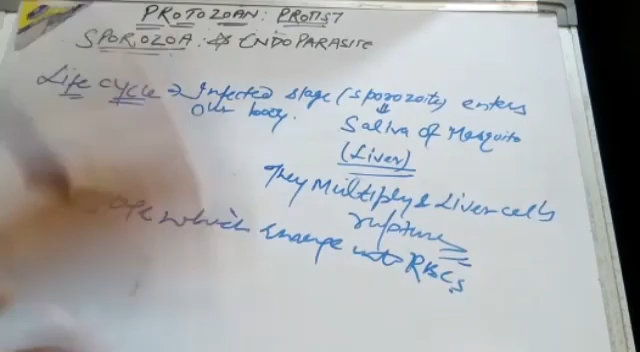 PROTOZOAN: PROTIST
SPOROZOA: ENDOPARASITE
Life cycle → Infected stage (sporozoite) enters
our body.
Saliva of Mosquito
(Liver)
They Multiply & Liver cells
rupture
which change into RBCs